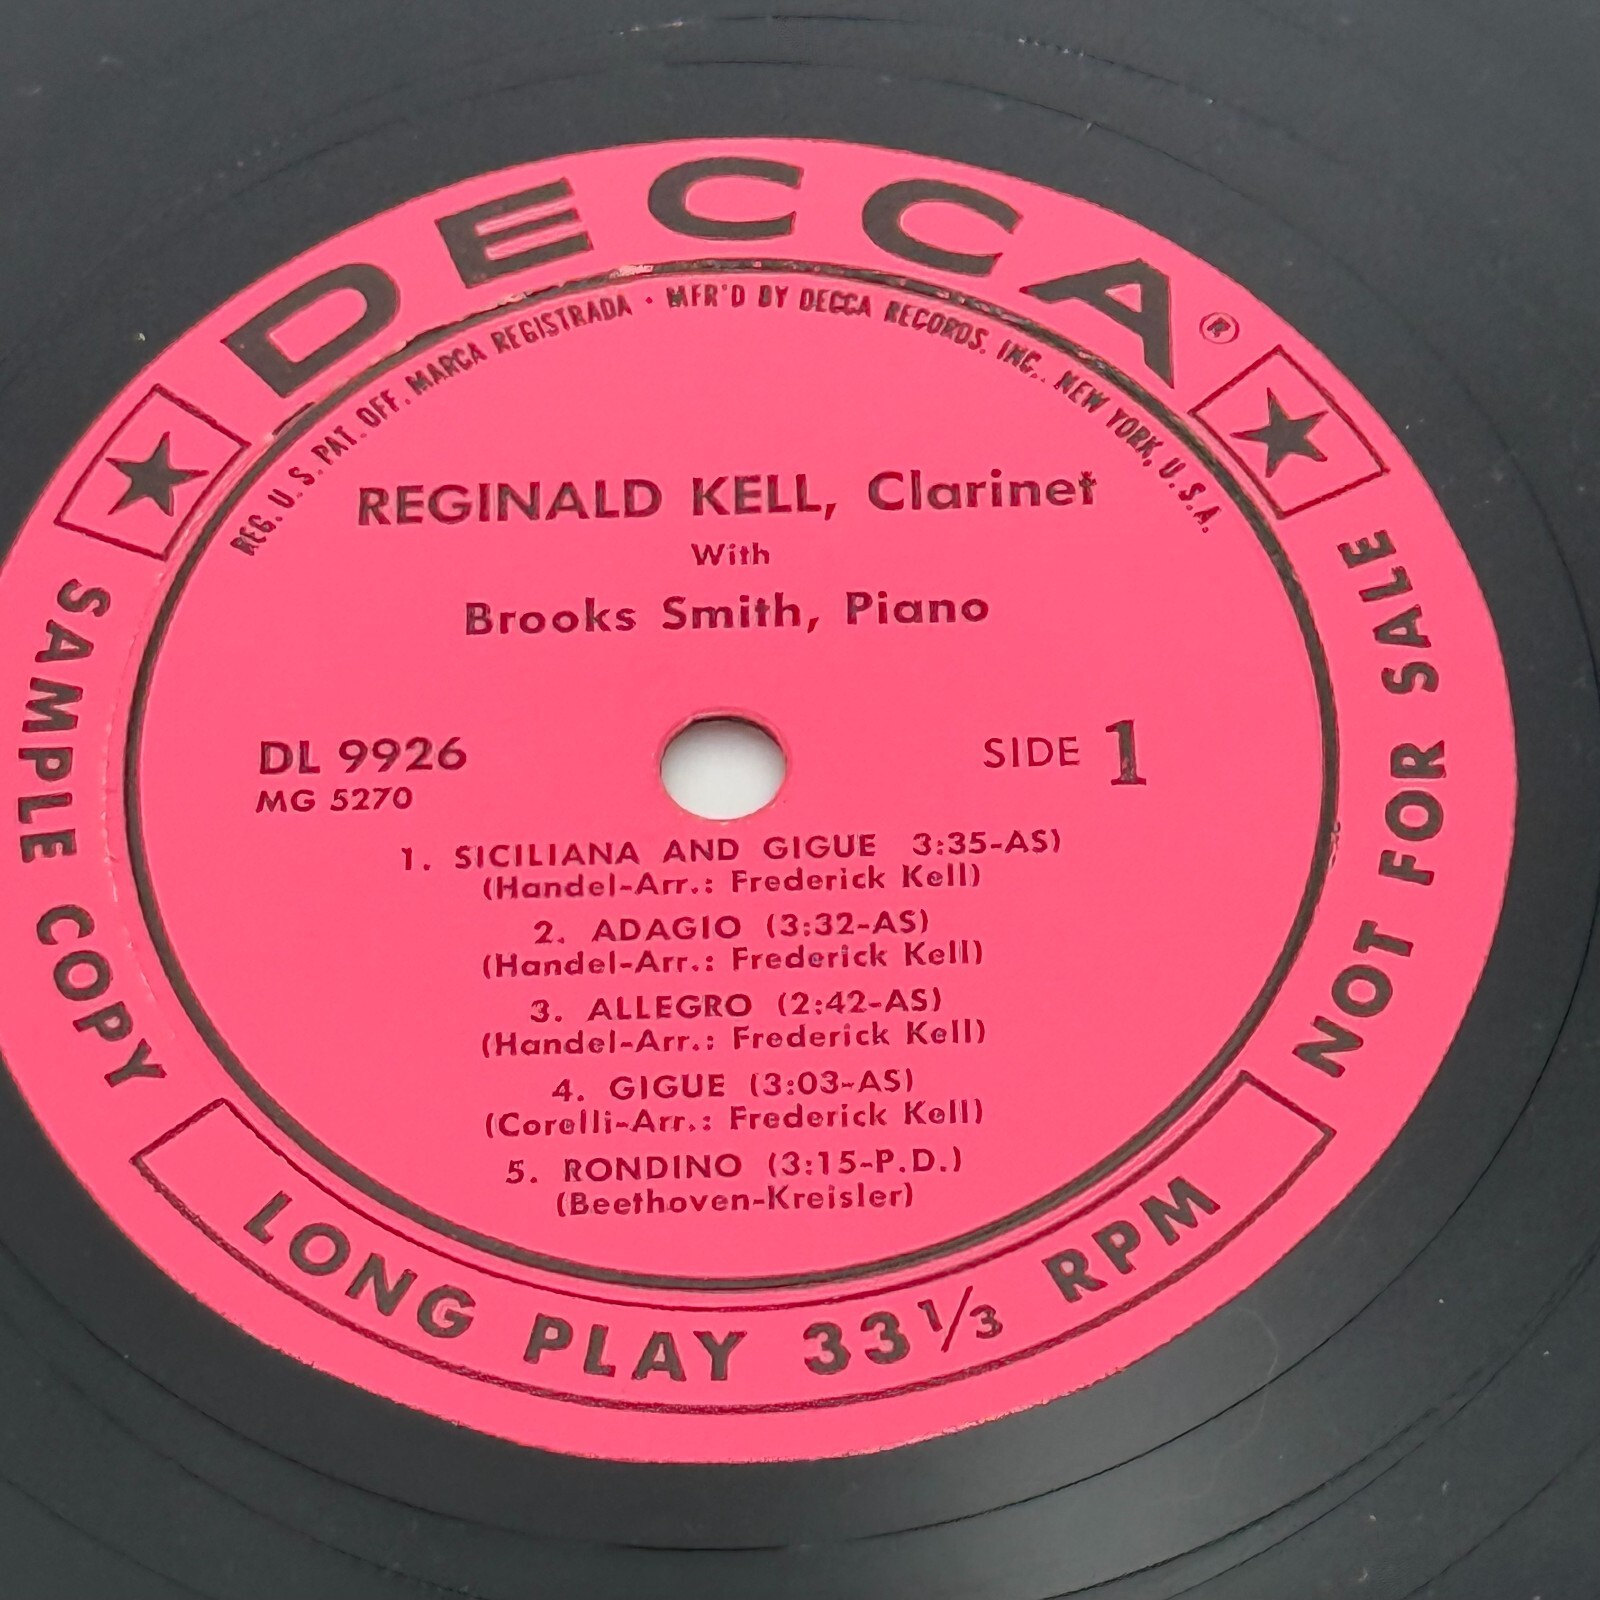 DECCA®
REG. U. S. PAT. OFF. MARCA REGISTRADA • MFR'D BY DECCA RECORDS, INC., NEW YORK, U.S.A.
REGINALD KELL, Clarinet
With
Brooks Smith, Piano
DL 9926
MG 5270
SIDE 1
1. SICILIANA AND GIGUE 3:35-AS)
(Handel-Arr.: Frederick Kell)
2. ADAGIO (3:32-AS)
(Handel-Arr.: Frederick Kell)
3. ALLEGRO (2:42-AS)
(Handel-Arr.: Frederick Kell)
4. GIGUE (3:03-AS)
(Corelli-Arr.: Frederick Kell)
5. RONDINO (3:15-P.D.)
(Beethoven-Kreisler)
SAMPLE COPY
NOT FOR SALE
LONG PLAY 33 1/3 RPM